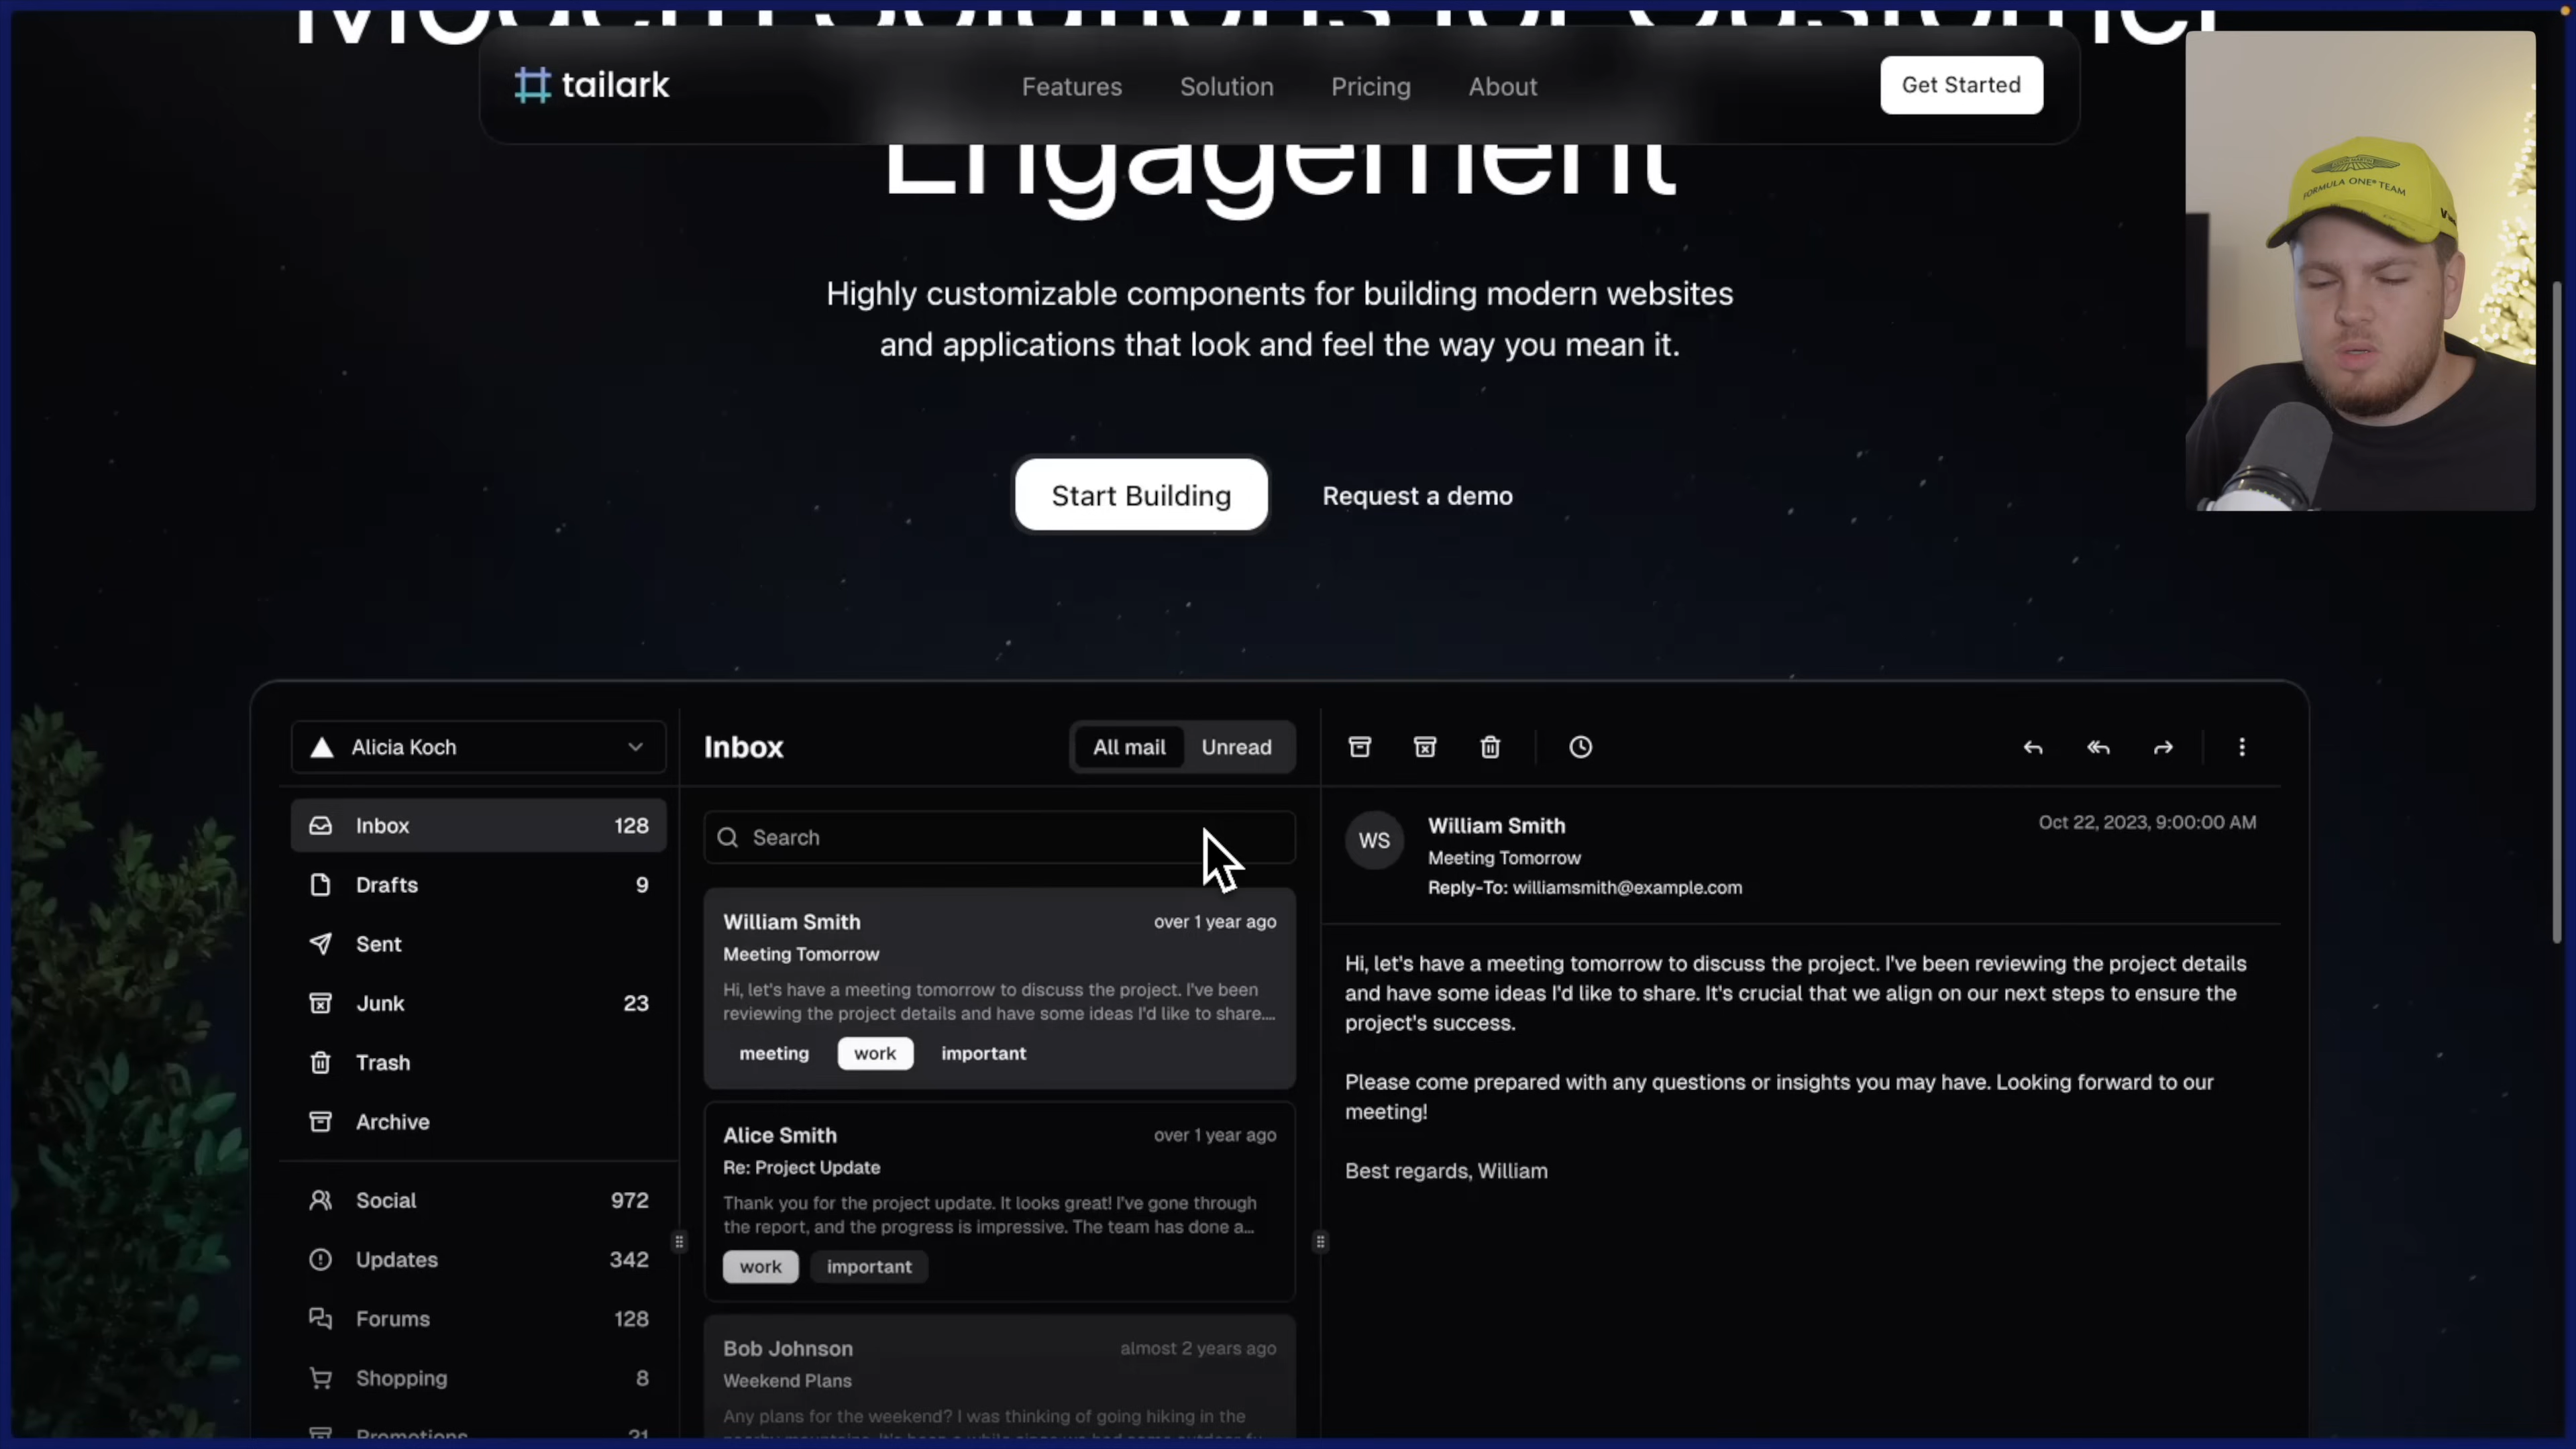 Modern Solutions for Customer
tailark
Features
Solution
Pricing
About
Get Started
Engagement
FORMULA ONE TEAM
Highly customizable components for building modern websites
and applications that look and feel the way you mean it.
Start Building
Request a demo
Alicia Koch
Inbox 128
Drafts 9
Sent
Junk 23
Trash
Archive
Social 972
Updates 342
Forums 128
Shopping 8
Promotions 21
Inbox
All mail
Unread
Search
William Smith
over 1 year ago
Meeting Tomorrow
Hi, let's have a meeting tomorrow to discuss the project. I've been
reviewing the project details and have some ideas I'd like to share....
meeting work important
Alice Smith
over 1 year ago
Re: Project Update
Thank you for the project update. It looks great! I've gone through
the report, and the progress is impressive. The team has done a...
work important
Bob Johnson
almost 2 years ago
Weekend Plans
Any plans for the weekend? I was thinking of going hiking in the
WS
William Smith
Oct 22, 2023, 9:00:00 AM
Meeting Tomorrow
Reply-To: williamsmith@example.com
Hi, let's have a meeting tomorrow to discuss the project. I've been reviewing the project details
and have some ideas I'd like to share. It's crucial that we align on our next steps to ensure the
project's success.
Please come prepared with any questions or insights you may have. Looking forward to our
meeting!
Best regards, William